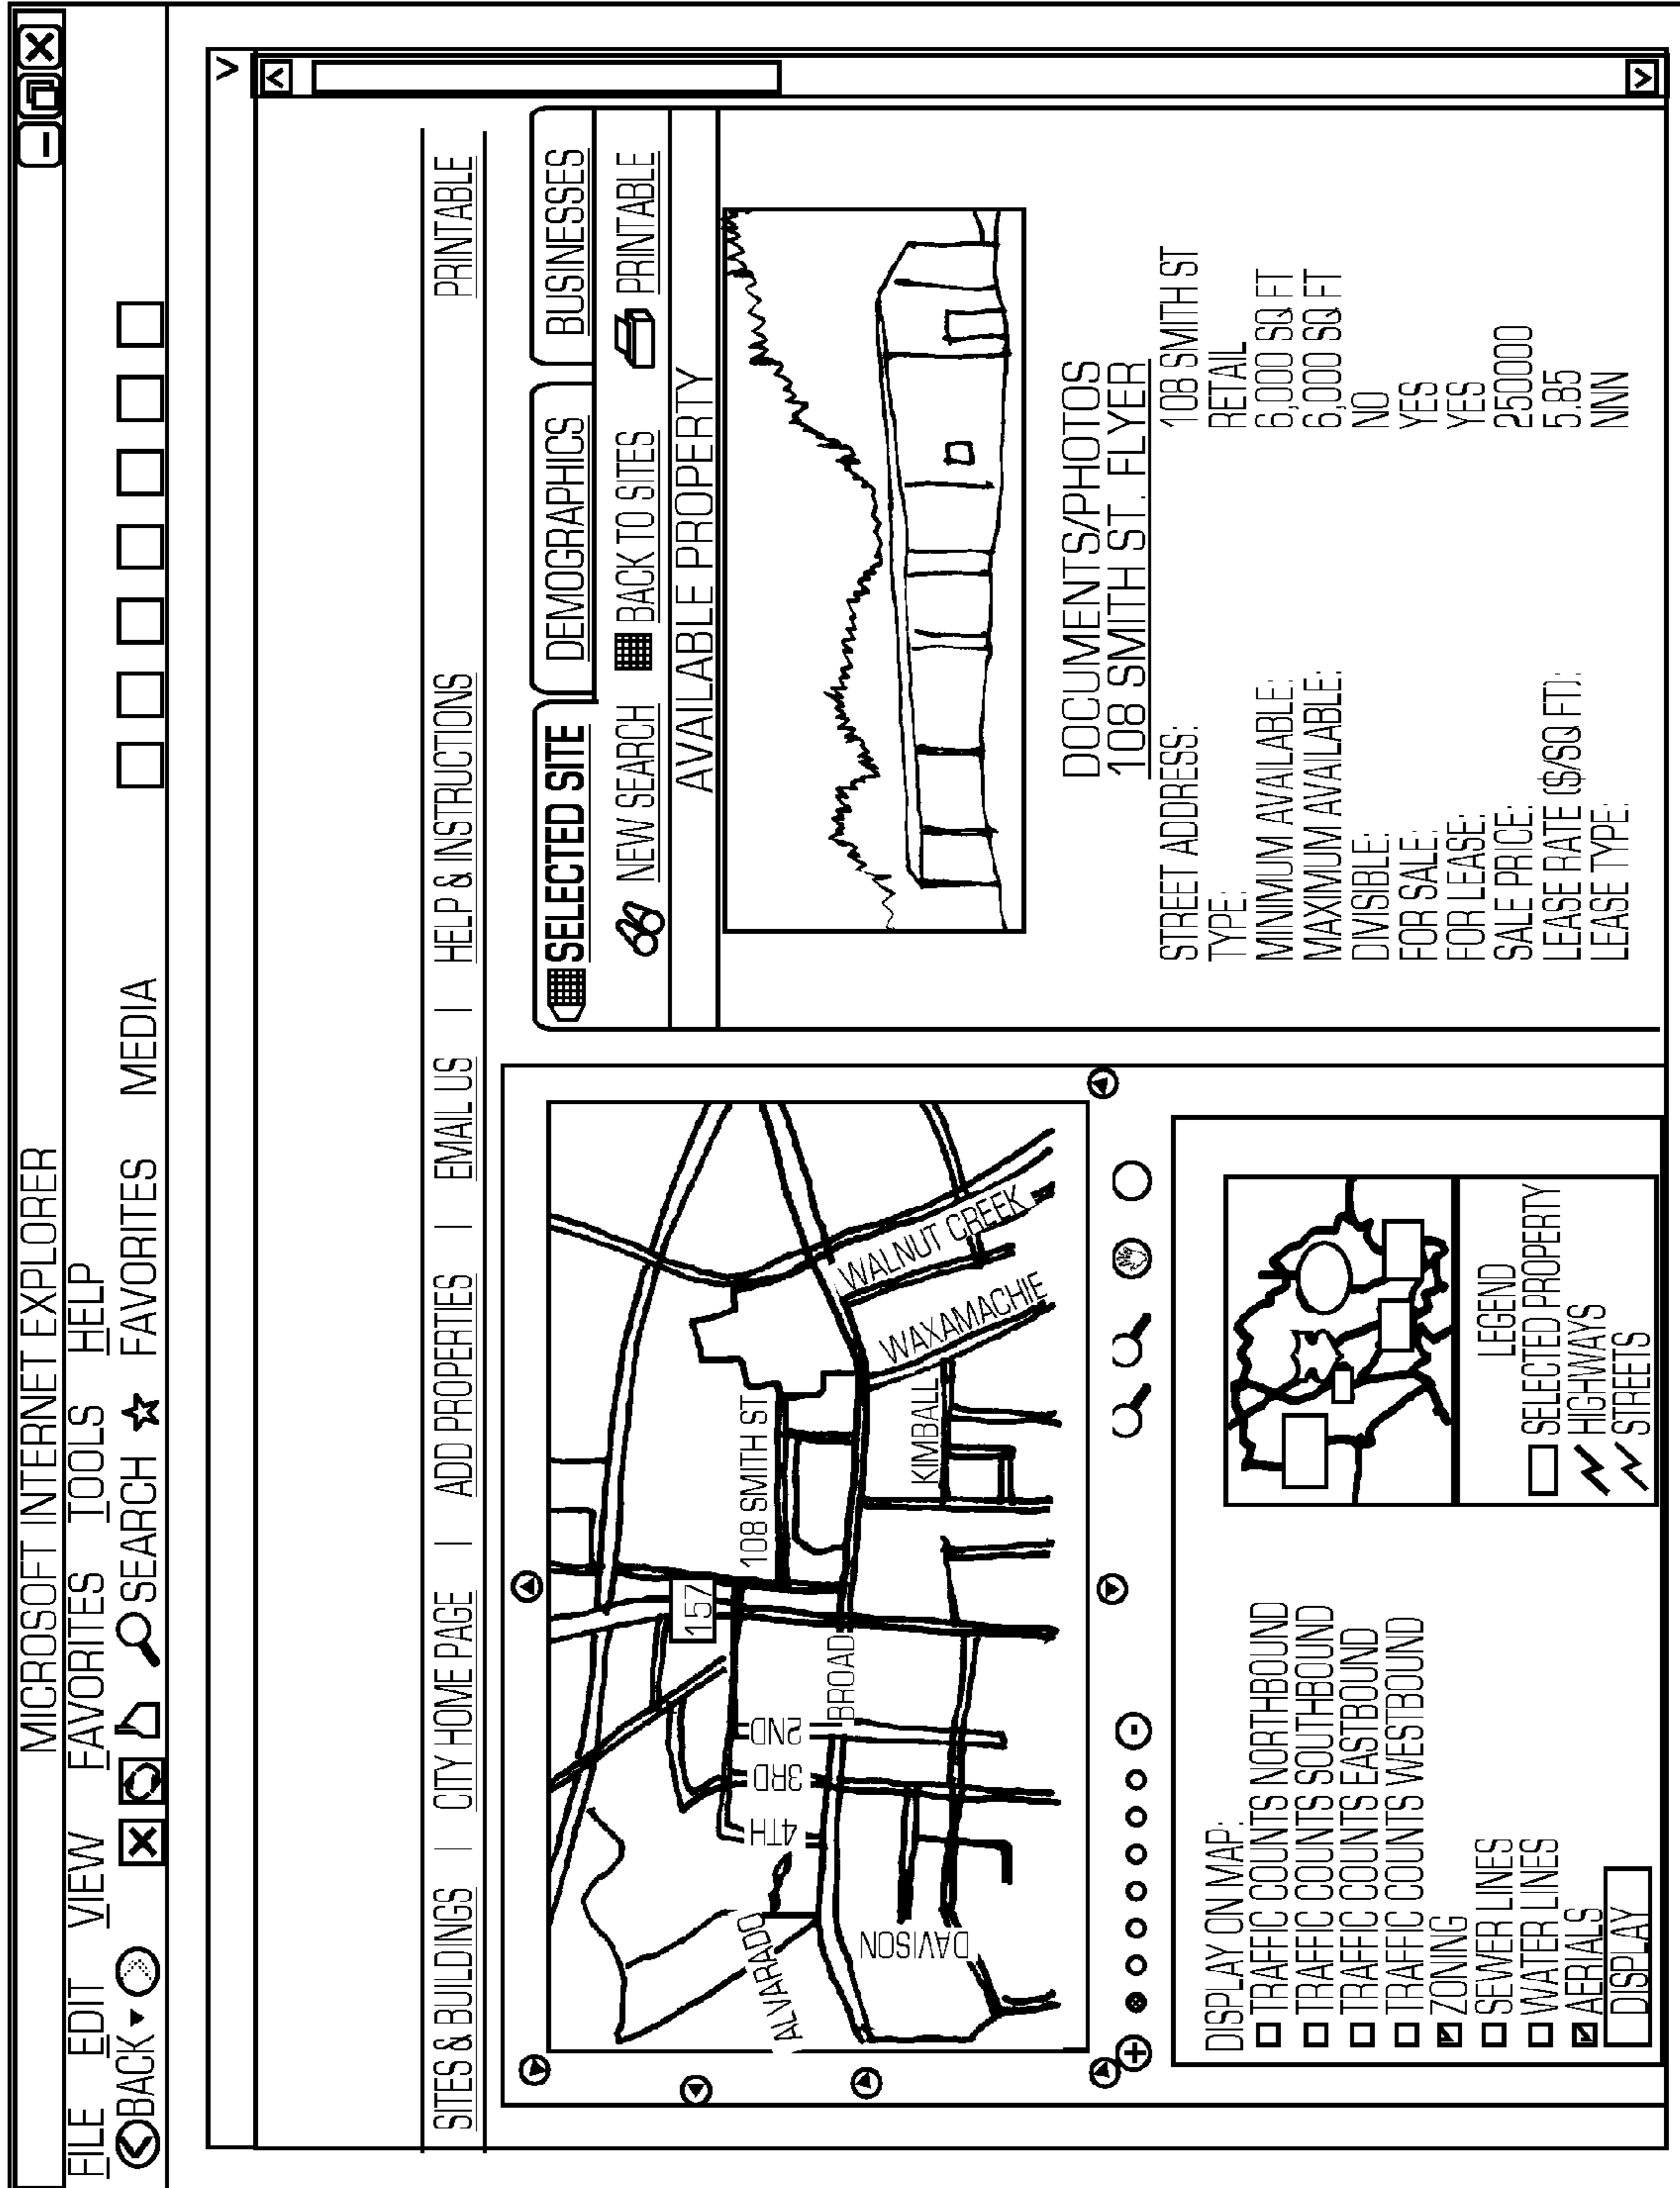 MICROSOFT INTERNET EXPLORER
FILE EDIT VIEW FAVORITES TOOLS HELP
BACK SEARCH FAVORITES MEDIA
SITES & BUILDINGS | CITY HOME PAGE | ADD PROPERTIES | EMAIL US | HELP & INSTRUCTIONS PRINTABLE
SELECTED SITE DEMOGRAPHICS BUSINESSES
NEW SEARCH BACK TO SITES PRINTABLE
AVAILABLE PROPERTY
157
108 SMITH ST
ALVARADO
4TH
3RD
2ND
BROAD
DAVISON
KIMBALL
WAXAMACHIE
WALNUT CREEK
DISPLAY ON MAP:
TRAFFIC COUNTS NORTHBOUND
TRAFFIC COUNTS SOUTHBOUND
TRAFFIC COUNTS EASTBOUND
TRAFFIC COUNTS WESTBOUND
ZONING
SEWER LINES
WATER LINES
AERIALS
DISPLAY
LEGEND
SELECTED PROPERTY
HIGHWAYS
STREETS
DOCUMENTS/PHOTOS
108 SMITH ST. FLYER
STREET ADDRESS: 108 SMITH ST
TYPE: RETAIL
MINIMUM AVAILABLE: 6,000 SQ FT
MAXIMUM AVAILABLE: 6,000 SQ FT
DIVISIBLE: NO
FOR SALE: YES
FOR LEASE: YES
SALE PRICE: 250000
LEASE RATE ($/SQ FT): 5.85
LEASE TYPE: NNN